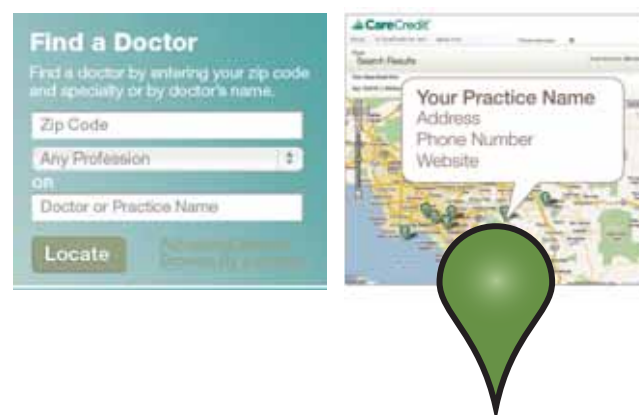 Find a Doctor
Find a doctor by entering your zip code
and specialty or by doctor's name.
Zip Code
Any Profession
OR
Doctor or Practice Name
Locate
CareCredit
Search Results
Your Practice Name
Address
Phone Number
Website